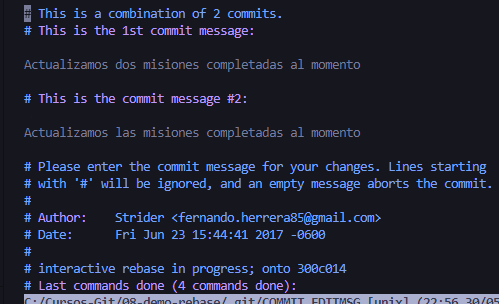 # This is a combination of 2 commits.
# This is the 1st commit message:
Actualizamos dos misiones completadas al momento
# This is the commit message #2:
Actualizamos las misiones completadas al momento
# Please enter the commit message for your changes. Lines starting
# with '#' will be ignored, and an empty message aborts the commit.
#
# Author:    Strider <fernando.herrera85@gmail.com>
# Date:      Fri Jun 23 15:44:41 2017 -0600
#
# interactive rebase in progress; onto 300c014
# Last commands done (4 commands done):
C:/Cursos-Git/08-demo-rebase/.git/COMMIT_EDITMSG [unix] (22:56 30/05